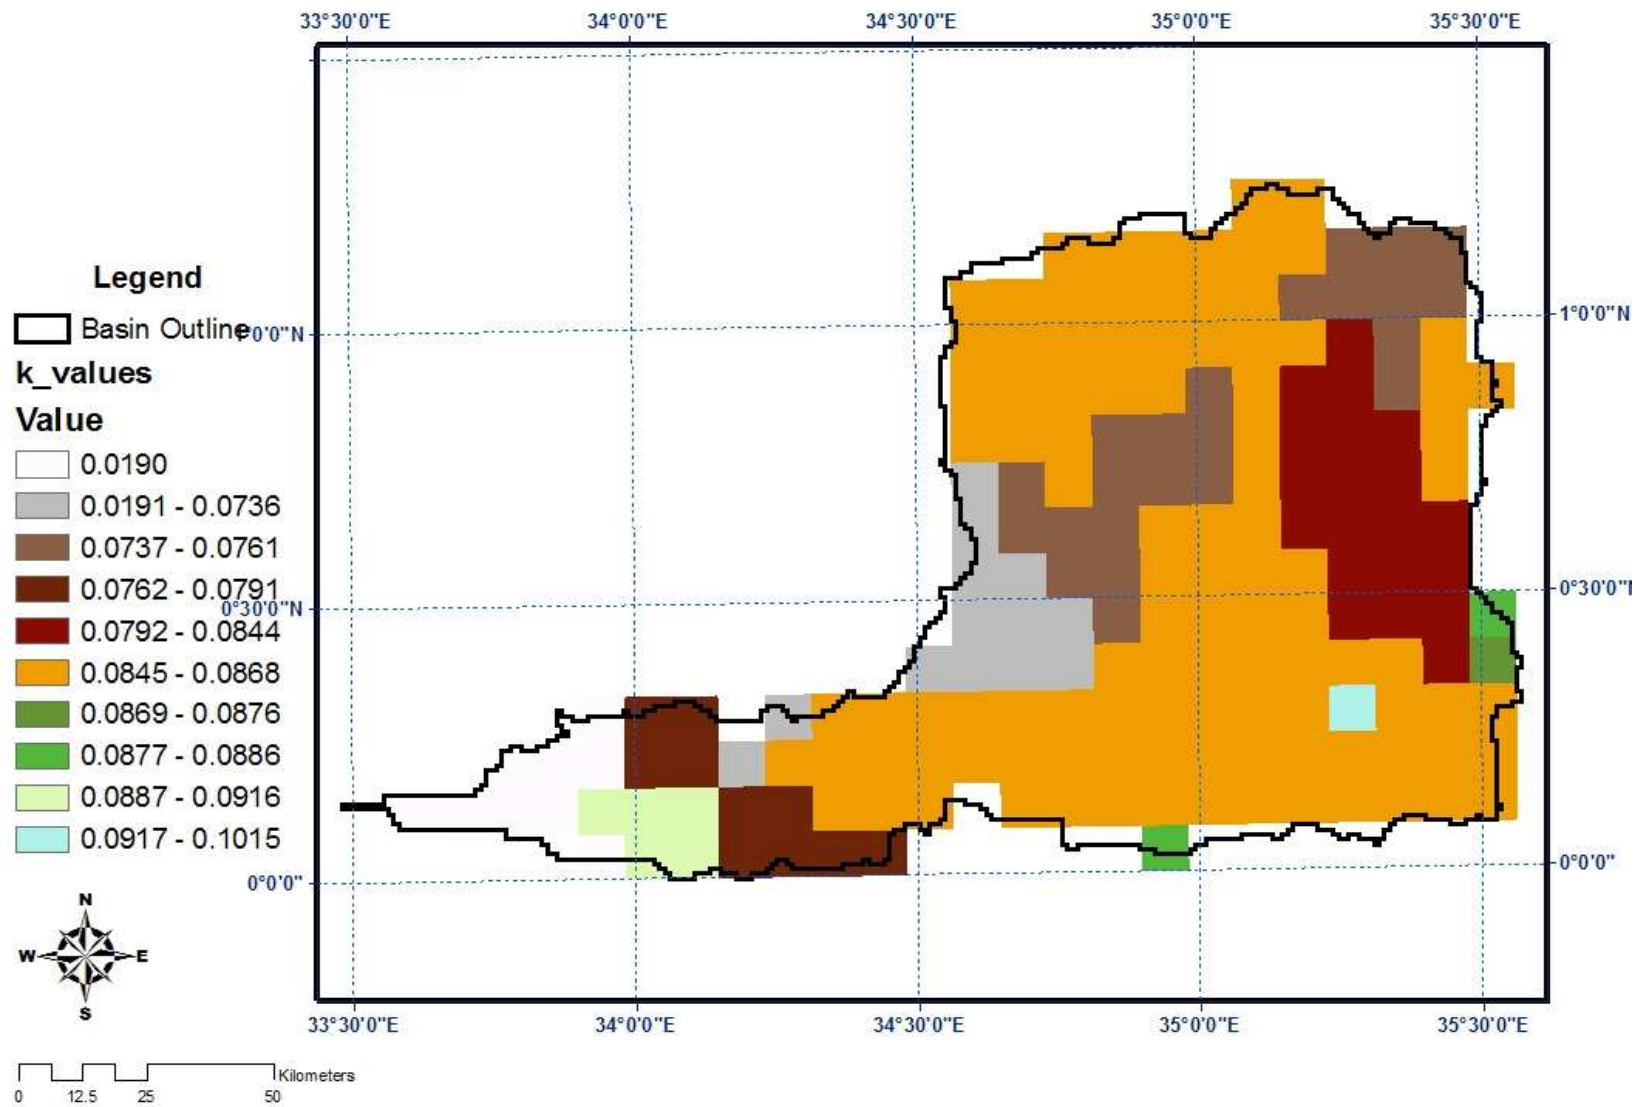 33°30'0"E 34°0'0"E 34°30'0"E 35°0'0"E 35°30'0"E
Legend
Basin Outline
°0'0"N
1°0'0"N
k_values
Value
0.0190
0.0191 - 0.0736
0.0737 - 0.0761
0.0762 - 0.0791
0°30'0"N
0°30'0"N
0.0792 - 0.0844
0.0845 - 0.0868
0.0869 - 0.0876
0.0877 - 0.0886
0.0887 - 0.0916
0.0917 - 0.1015
0°0'0"
0°0'0"
N
W E
S
33°30'0"E 34°0'0"E 34°30'0"E 35°0'0"E 35°30'0"E
Kilometers
0 12.5 25 50